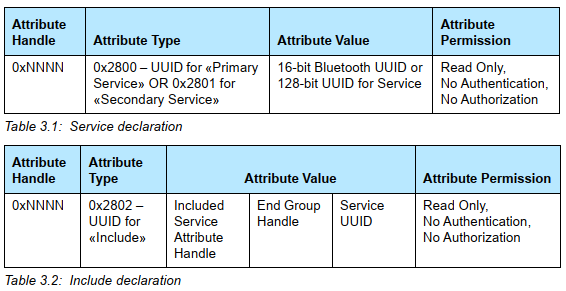 Attribute Handle Attribute Type Attribute Value Attribute Permission
0xNNNN 0x2800 – UUID for «Primary Service» OR 0x2801 for «Secondary Service» 16-bit Bluetooth UUID or 128-bit UUID for Service Read Only, No Authentication, No Authorization
Table 3.1: Service declaration
Attribute Handle Attribute Type Attribute Value Attribute Permission
0xNNNN 0x2802 – UUID for «Include» Included Service Attribute Handle End Group Handle Service UUID Read Only, No Authentication, No Authorization
Table 3.2: Include declaration